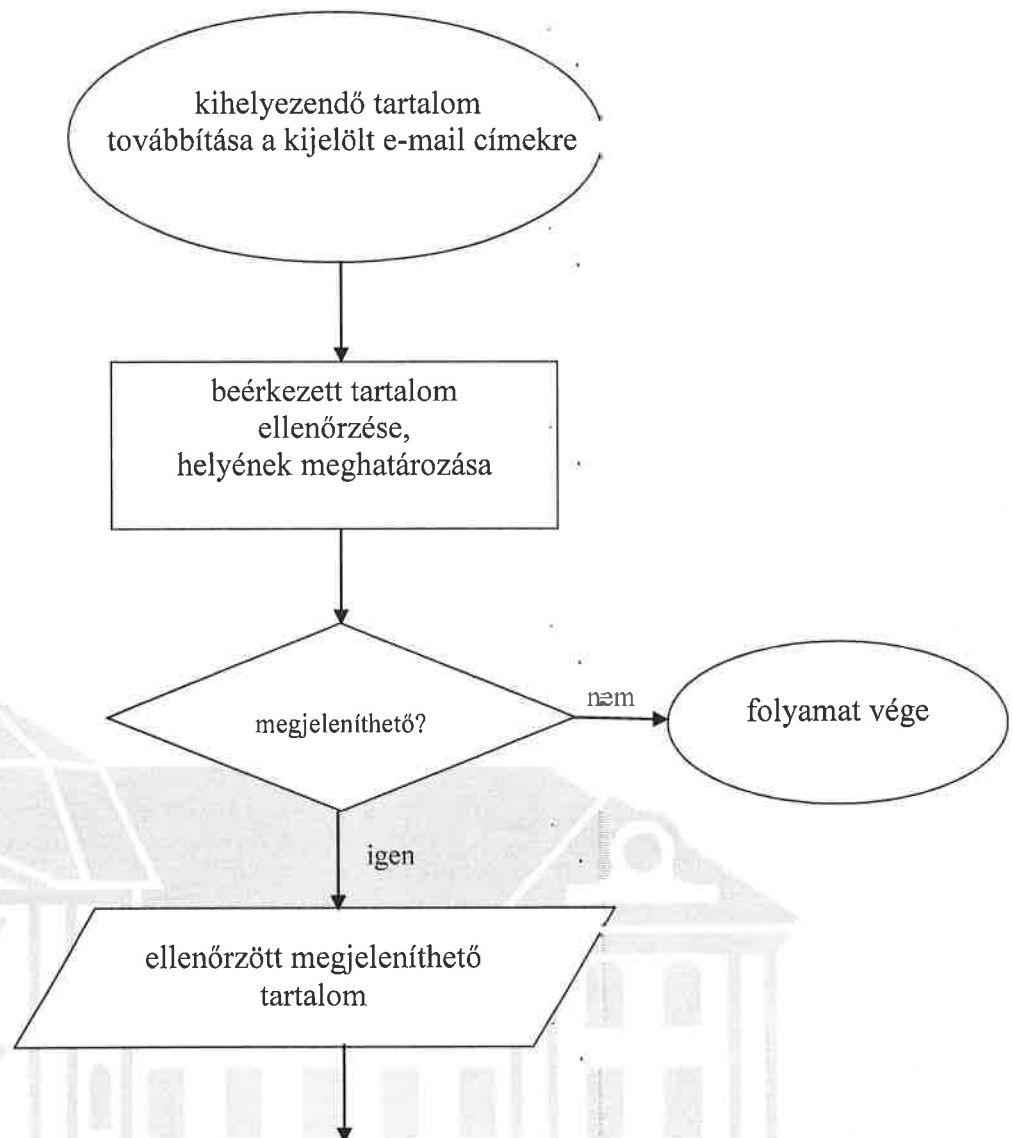 kihelyezendő tartalom
továbbítása a kijelölt e-mail címekre
beérkezett tartalom
ellenőrzése,
helyének meghatározása
megjeleníthető?
nem
folyamat vége
igen
ellenőrzött megjeleníthető
tartalom